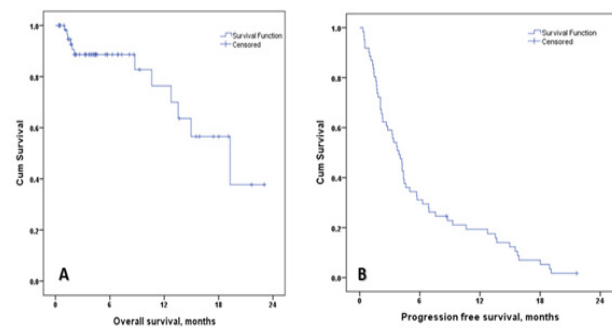 1.0
0.8
0.6
0.4
0.2
0.0
Cum Survival
Survival Function
Censored
A
0 6 12 18 24
Overall survival, months
1.0
0.8
0.6
0.4
0.2
0.0
Cum Survival
Survival Function
Censored
B
0 6 12 18 24
Progression free survival, months